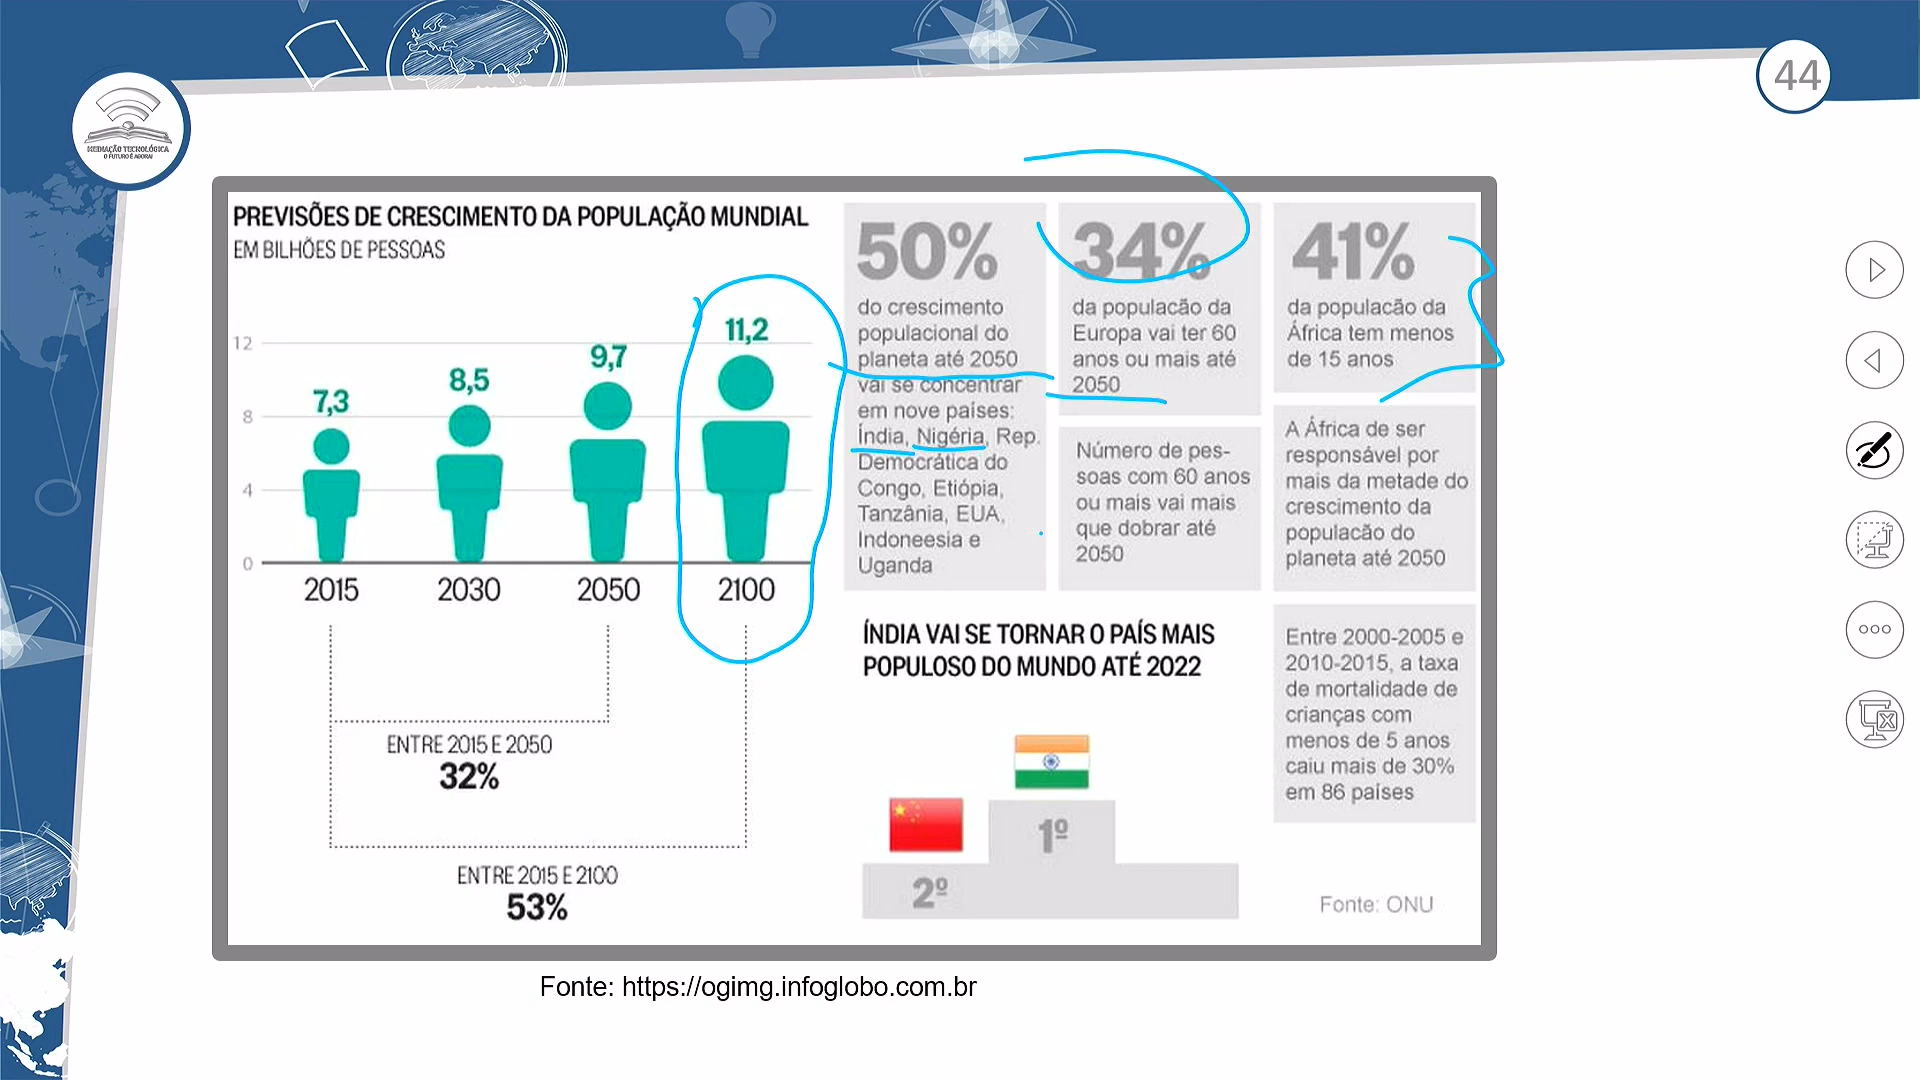 44
MEDIAÇÃO TECNOLÓGICA
O FUTURO É AGORA!
PREVISÕES DE CRESCIMENTO DA POPULAÇÃO MUNDIAL
EM BILHÕES DE PESSOAS
12
8
4
0
7,3
8,5
9,7
11,2
2015
2030
2050
2100
ENTRE 2015 E 2050
32%
ENTRE 2015 E 2100
53%
50%
do crescimento
populacional do
planeta até 2050
vai se concentrar
em nove países:
Índia, Nigéria, Rep.
Democrática do
Congo, Etiópia,
Tanzânia, EUA,
Indoneesia e
Uganda
34%
da populacão da
Europa vai ter 60
anos ou mais até
2050
Número de pes-
soas com 60 anos
ou mais vai mais
que dobrar até
2050
41%
da populacão da
África tem menos
de 15 anos
A África de ser
responsável por
mais da metade do
crescimento da
populacão do
planeta até 2050
Entre 2000-2005 e
2010-2015, a taxa
de mortalidade de
crianças com
menos de 5 anos
caiu mais de 30%
em 86 países
ÍNDIA VAI SE TORNAR O PAÍS MAIS
POPULOSO DO MUNDO ATÉ 2022
1º
2º
Fonte: ONU
Fonte: https://ogimg.infoglobo.com.br